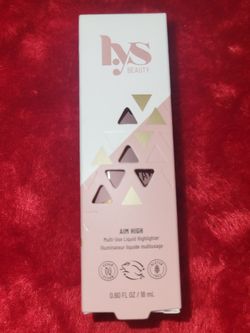 lys
BEAUTY
AIM HIGH
Multi-Use Liquid Highlighter
Illuminateur liquide multiusage
0.60 FL OZ / 18 mL